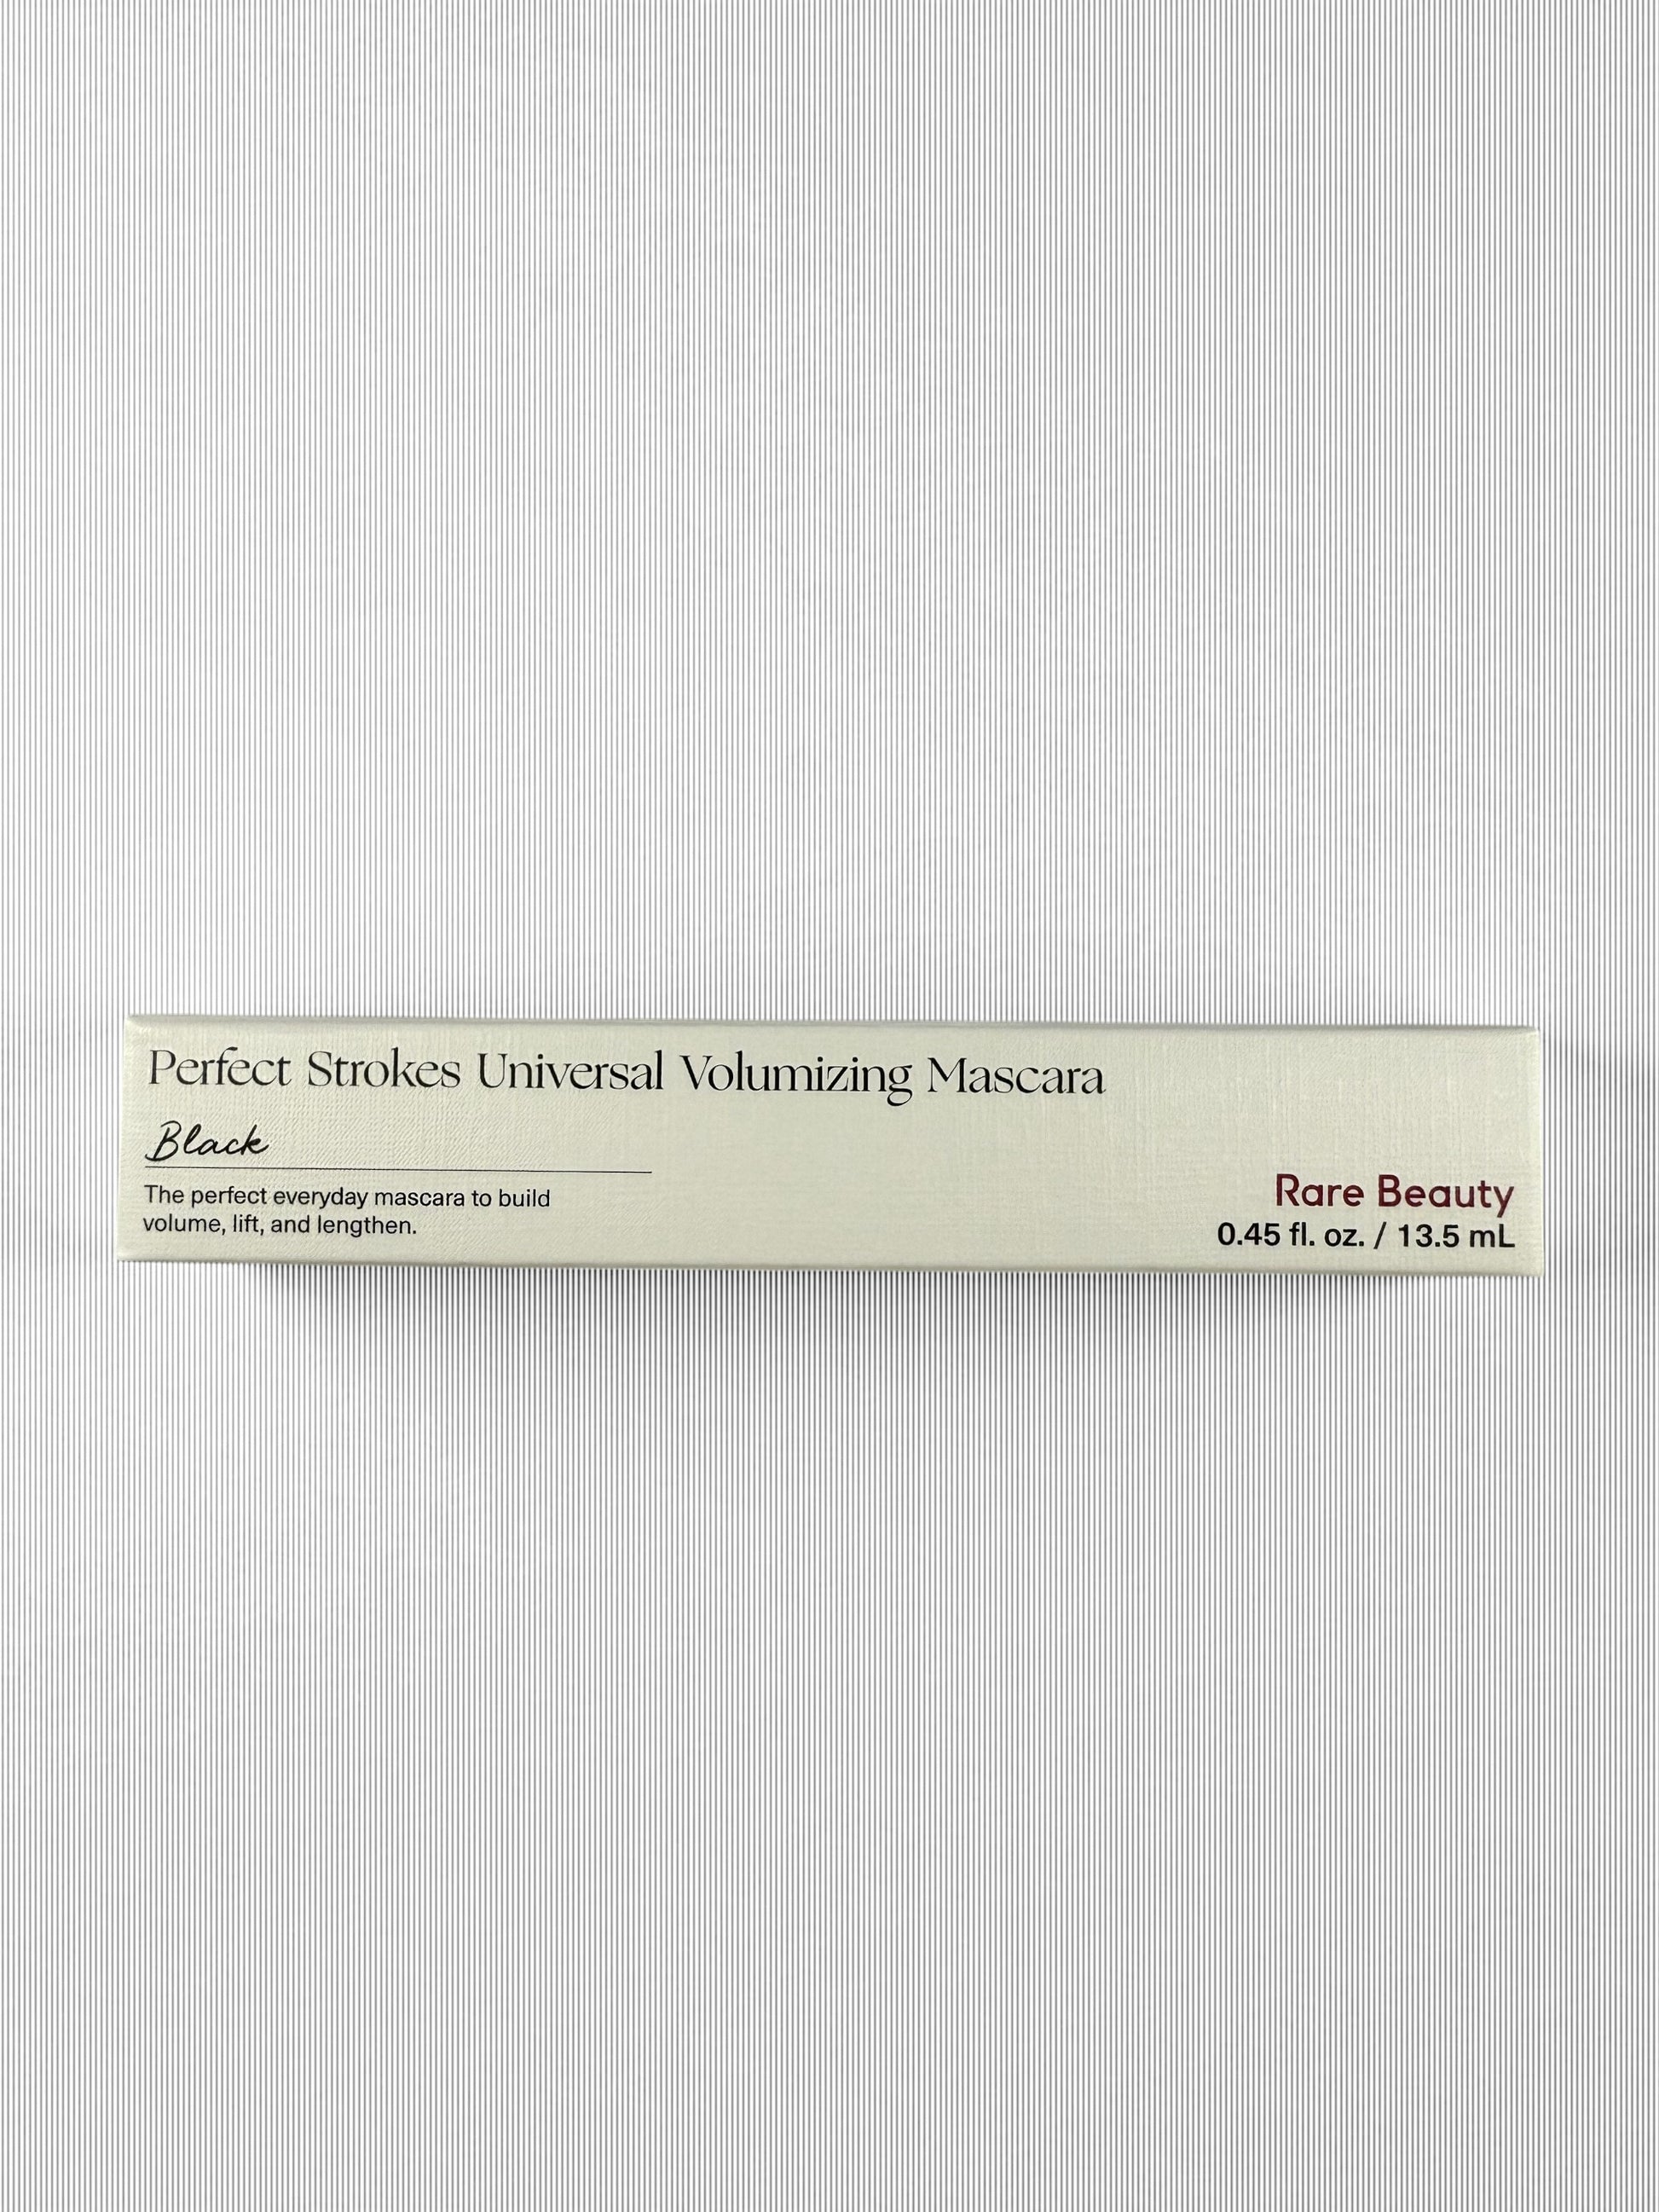 Perfect Strokes Universal Volumizing Mascara
Black
The perfect everyday mascara to build
volume, lift, and lengthen.
Rare Beauty
0.45 fl. oz. / 13.5 mL